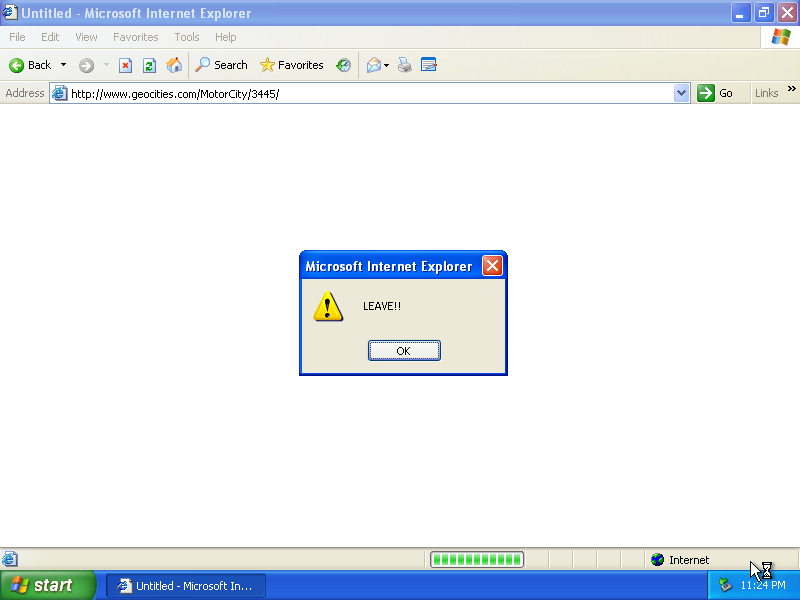 Untitled - Microsoft Internet Explorer
File Edit View Favorites Tools Help
Back Search Favorites
Address http://www.geocities.com/MotorCity/3445/ Go Links »
Microsoft Internet Explorer
LEAVE!!
OK
Internet
start Untitled - Microsoft In... 11:24 PM